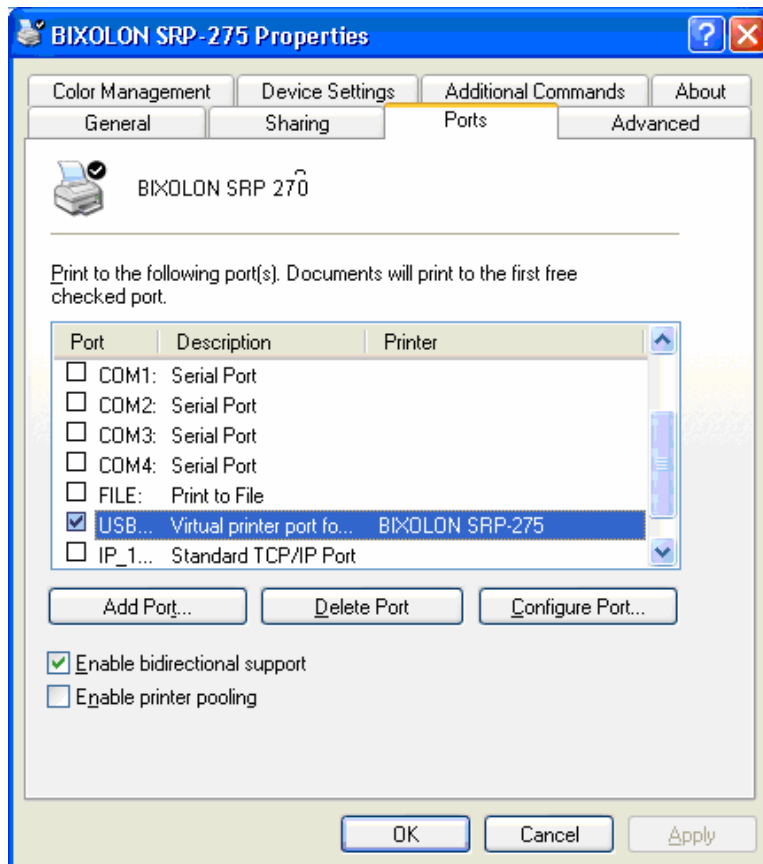 BIXOLON SRP-275 Properties
Color Management Device Settings Additional Commands About
General Sharing Ports Advanced
BIXOLON SRP 270
Print to the following port(s). Documents will print to the first free
checked port.
Port Description Printer
COM1: Serial Port
COM2: Serial Port
COM3: Serial Port
COM4: Serial Port
FILE: Print to File
USB... Virtual printer port fo... BIXOLON SRP-275
IP_1... Standard TCP/IP Port
Add Port... Delete Port Configure Port...
Enable bidirectional support
Enable printer pooling
OK Cancel Apply